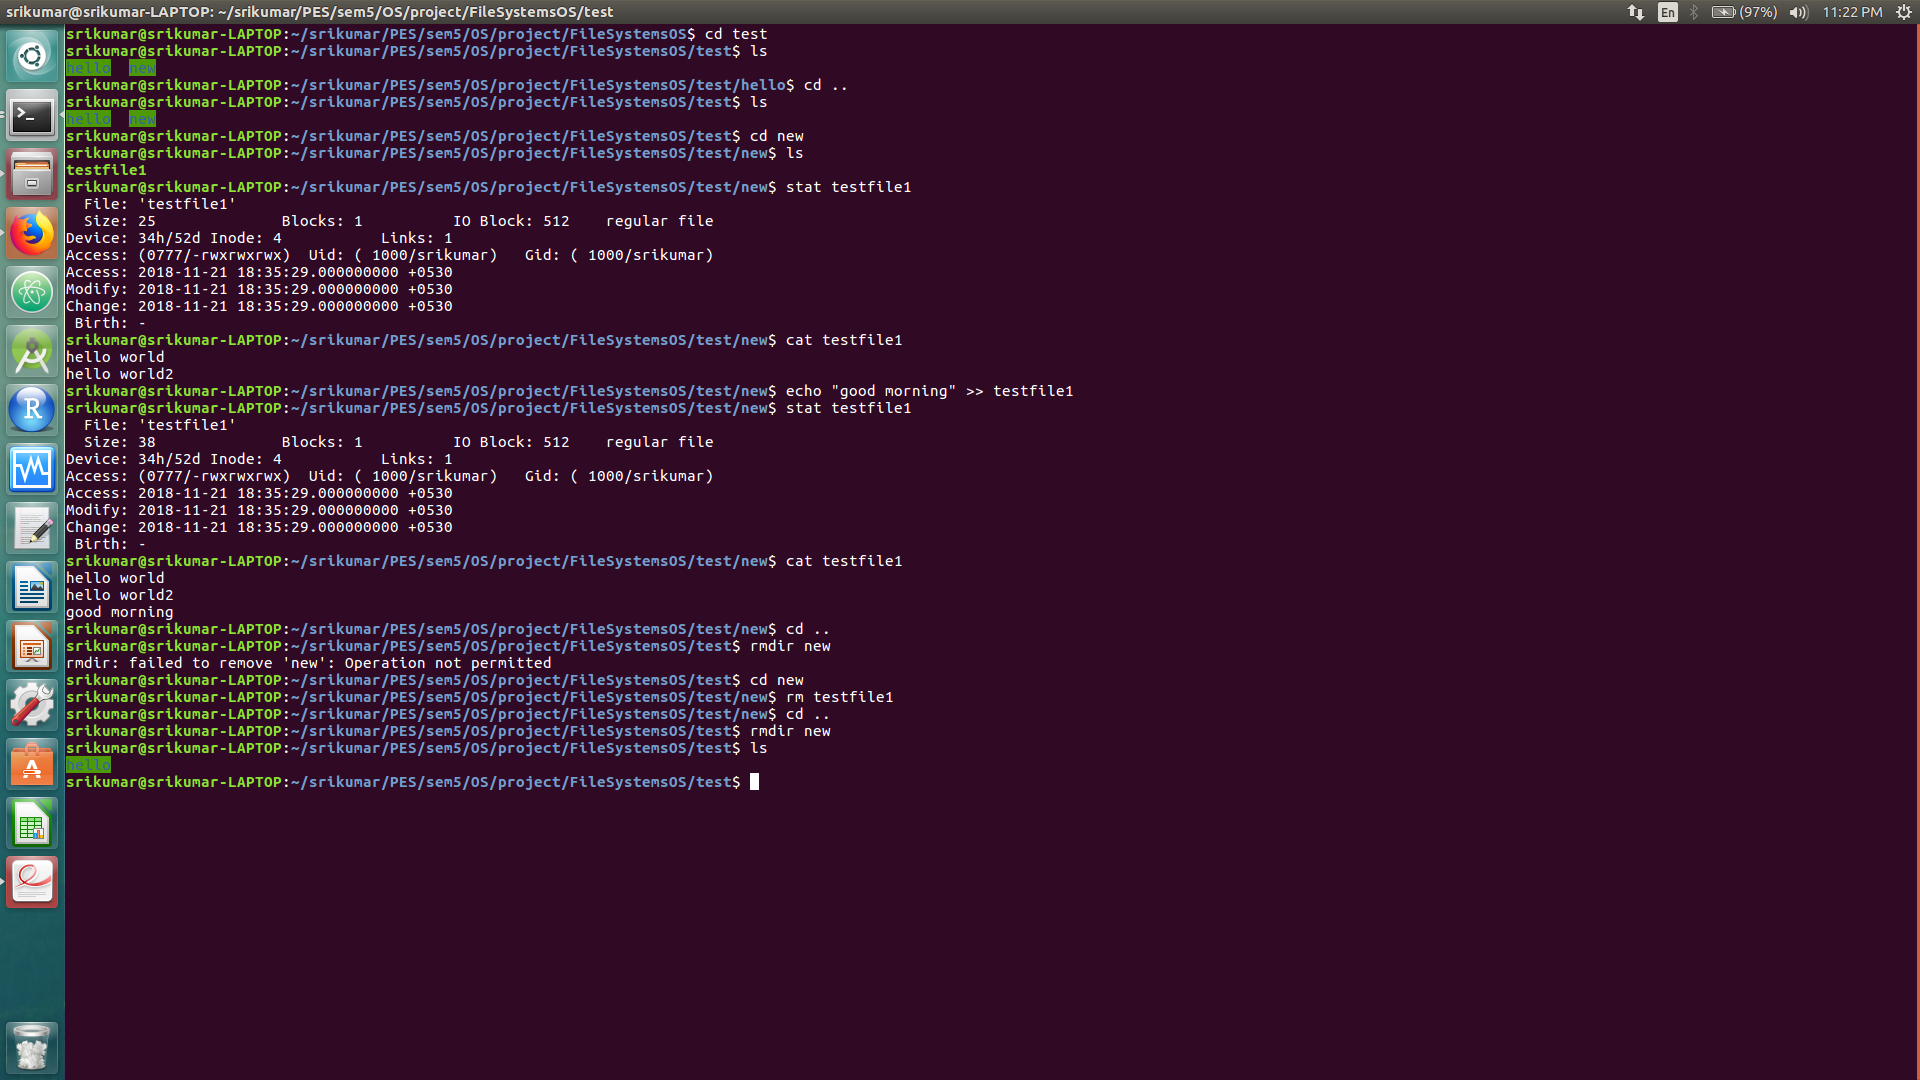 srikumar@srikumar-LAPTOP: ~/srikumar/PES/sem5/OS/project/FileSystemsOS/test En (97%) 11:22 PM
srikumar@srikumar-LAPTOP:~/srikumar/PES/sem5/OS/project/FileSystemsOS$ cd test
srikumar@srikumar-LAPTOP:~/srikumar/PES/sem5/OS/project/FileSystemsOS/test$ ls
hello  new
srikumar@srikumar-LAPTOP:~/srikumar/PES/sem5/OS/project/FileSystemsOS/test/hello$ cd ..
srikumar@srikumar-LAPTOP:~/srikumar/PES/sem5/OS/project/FileSystemsOS/test$ ls
hello  new
srikumar@srikumar-LAPTOP:~/srikumar/PES/sem5/OS/project/FileSystemsOS/test$ cd new
srikumar@srikumar-LAPTOP:~/srikumar/PES/sem5/OS/project/FileSystemsOS/test/new$ ls
testfile1
srikumar@srikumar-LAPTOP:~/srikumar/PES/sem5/OS/project/FileSystemsOS/test/new$ stat testfile1
  File: 'testfile1'
  Size: 25              Blocks: 1          IO Block: 512    regular file
Device: 34h/52d Inode: 4           Links: 1
Access: (0777/-rwxrwxrwx)  Uid: ( 1000/srikumar)   Gid: ( 1000/srikumar)
Access: 2018-11-21 18:35:29.000000000 +0530
Modify: 2018-11-21 18:35:29.000000000 +0530
Change: 2018-11-21 18:35:29.000000000 +0530
 Birth: -
srikumar@srikumar-LAPTOP:~/srikumar/PES/sem5/OS/project/FileSystemsOS/test/new$ cat testfile1
hello world
hello world2
srikumar@srikumar-LAPTOP:~/srikumar/PES/sem5/OS/project/FileSystemsOS/test/new$ echo "good morning" >> testfile1
srikumar@srikumar-LAPTOP:~/srikumar/PES/sem5/OS/project/FileSystemsOS/test/new$ stat testfile1
  File: 'testfile1'
  Size: 38              Blocks: 1          IO Block: 512    regular file
Device: 34h/52d Inode: 4           Links: 1
Access: (0777/-rwxrwxrwx)  Uid: ( 1000/srikumar)   Gid: ( 1000/srikumar)
Access: 2018-11-21 18:35:29.000000000 +0530
Modify: 2018-11-21 18:35:29.000000000 +0530
Change: 2018-11-21 18:35:29.000000000 +0530
 Birth: -
srikumar@srikumar-LAPTOP:~/srikumar/PES/sem5/OS/project/FileSystemsOS/test/new$ cat testfile1
hello world
hello world2
good morning
srikumar@srikumar-LAPTOP:~/srikumar/PES/sem5/OS/project/FileSystemsOS/test/new$ cd ..
srikumar@srikumar-LAPTOP:~/srikumar/PES/sem5/OS/project/FileSystemsOS/test$ rmdir new
rmdir: failed to remove 'new': Operation not permitted
srikumar@srikumar-LAPTOP:~/srikumar/PES/sem5/OS/project/FileSystemsOS/test$ cd new
srikumar@srikumar-LAPTOP:~/srikumar/PES/sem5/OS/project/FileSystemsOS/test/new$ rm testfile1
srikumar@srikumar-LAPTOP:~/srikumar/PES/sem5/OS/project/FileSystemsOS/test/new$ cd ..
srikumar@srikumar-LAPTOP:~/srikumar/PES/sem5/OS/project/FileSystemsOS/test$ rmdir new
srikumar@srikumar-LAPTOP:~/srikumar/PES/sem5/OS/project/FileSystemsOS/test$ ls
hello
srikumar@srikumar-LAPTOP:~/srikumar/PES/sem5/OS/project/FileSystemsOS/test$